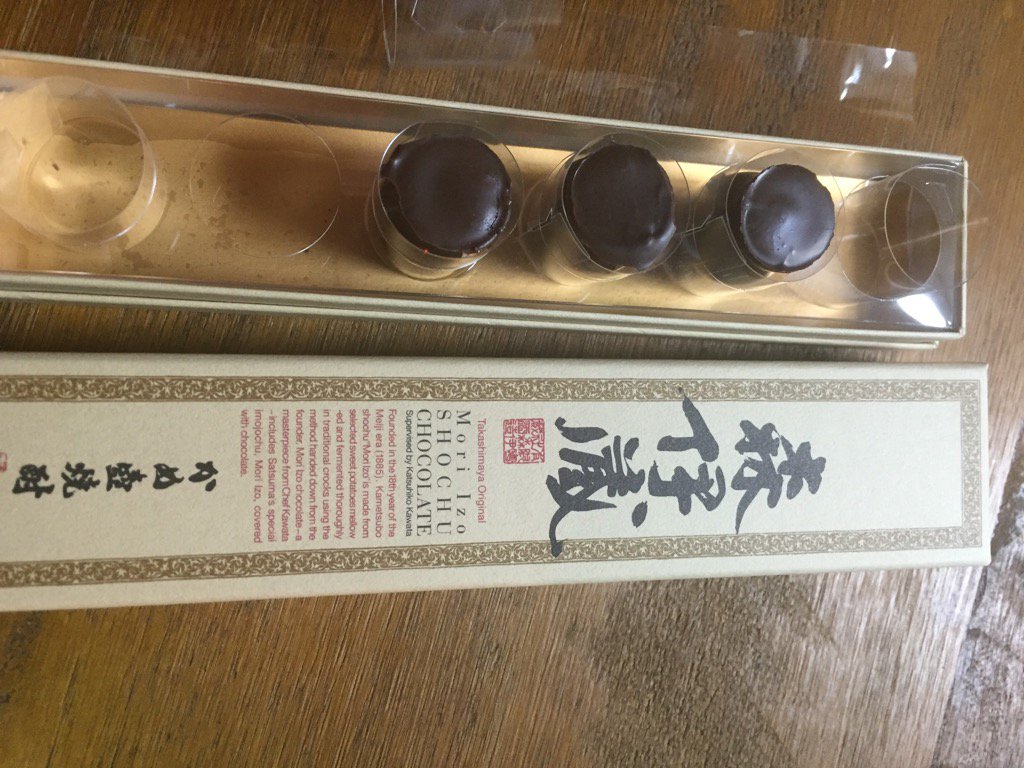 森伊蔵
Takashimaya Original
Mori Izo
SHOCHU
CHOCOLATE
Supervised by Katsuhiko Kawata
Founded in the 18th year of the
Meiji era (1885), Kametsubo
shochu"Mori Izo" is made from
selected sweet potatoes mellow
-ed and fermented thoroughly
in traditional crocks using the
method handed down from the
founder. Mori Izo chocolate –a
masterpiece from Chef Kawata
–includes Satsuma's special
imojochu, Mori Izo, covered
with chocolate.
かめ壺焼酎